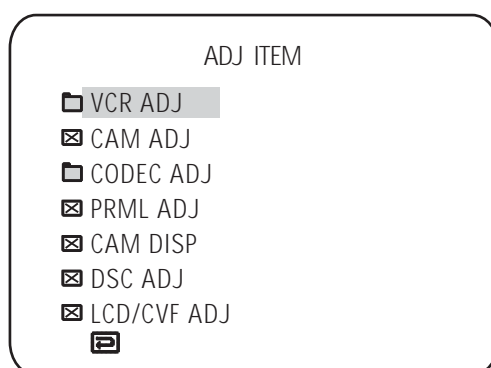 ADJ ITEM
VCR ADJ
CAM ADJ
CODEC ADJ
PRML ADJ
CAM DISP
DSC ADJ
LCD/CVF ADJ